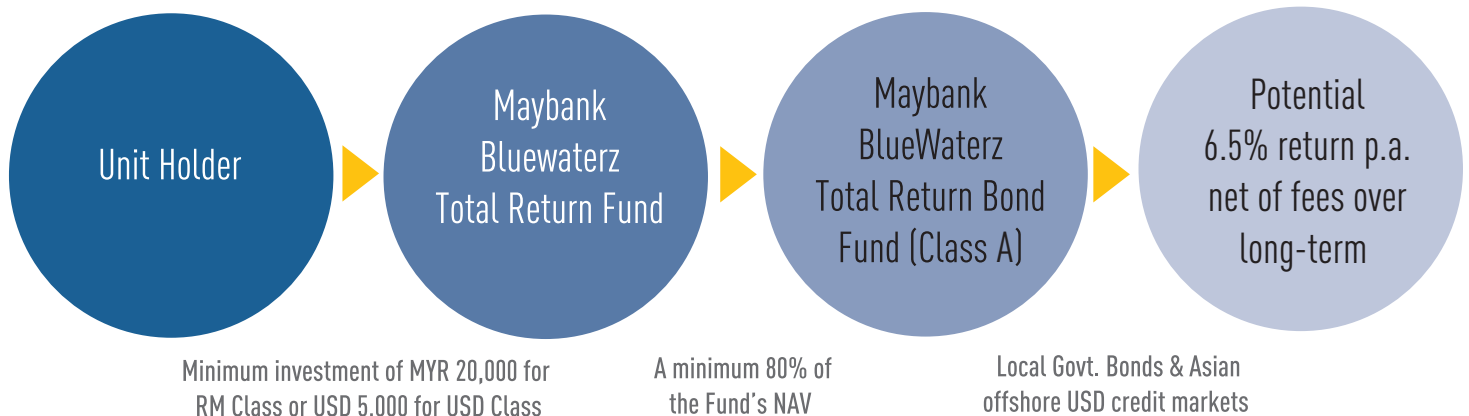 Unit Holder
Maybank
Bluewaterz
Total Return Fund
Maybank
BlueWaterz
Total Return Bond
Fund (Class A)
Potential
6.5% return p.a.
net of fees over
long-term
Minimum investment of MYR 20,000 for
RM Class or USD 5,000 for USD Class
A minimum 80% of
the Fund's NAV
Local Govt. Bonds & Asian
offshore USD credit markets